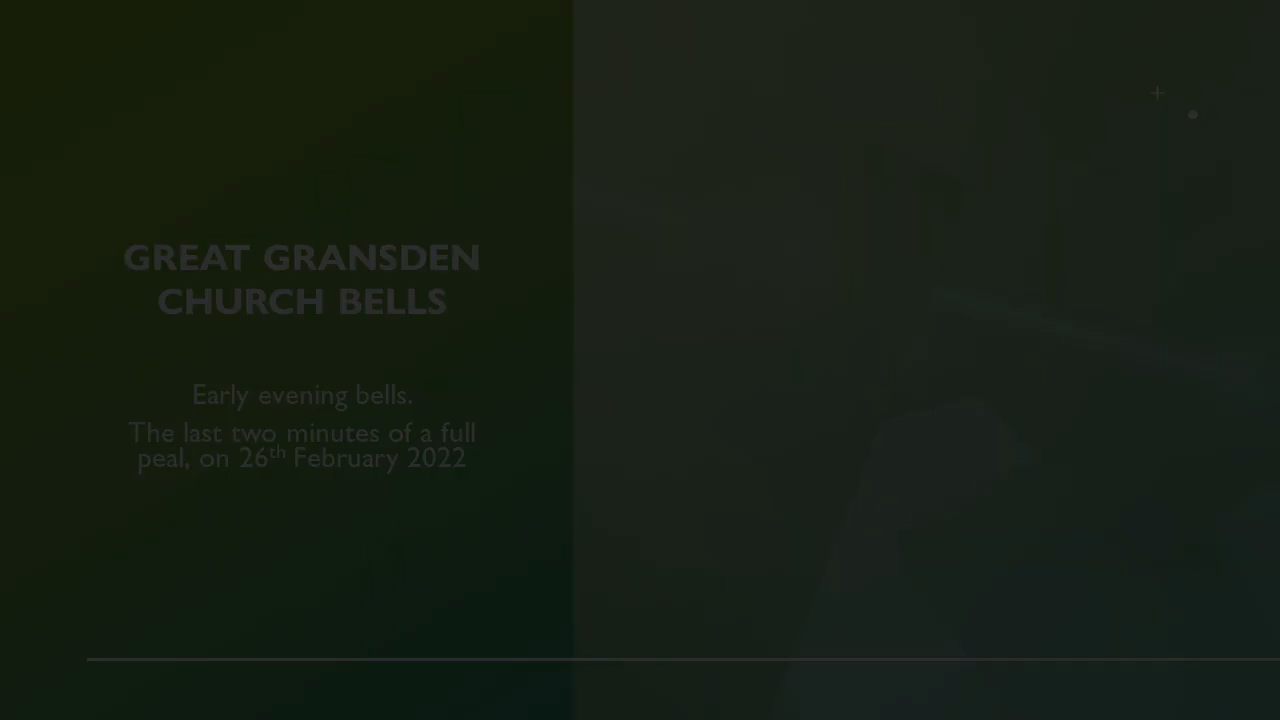 GREAT GRANSDEN
CHURCH BELLS
Early evening bells.
The last two minutes of a full
peal, on 26th February 2022